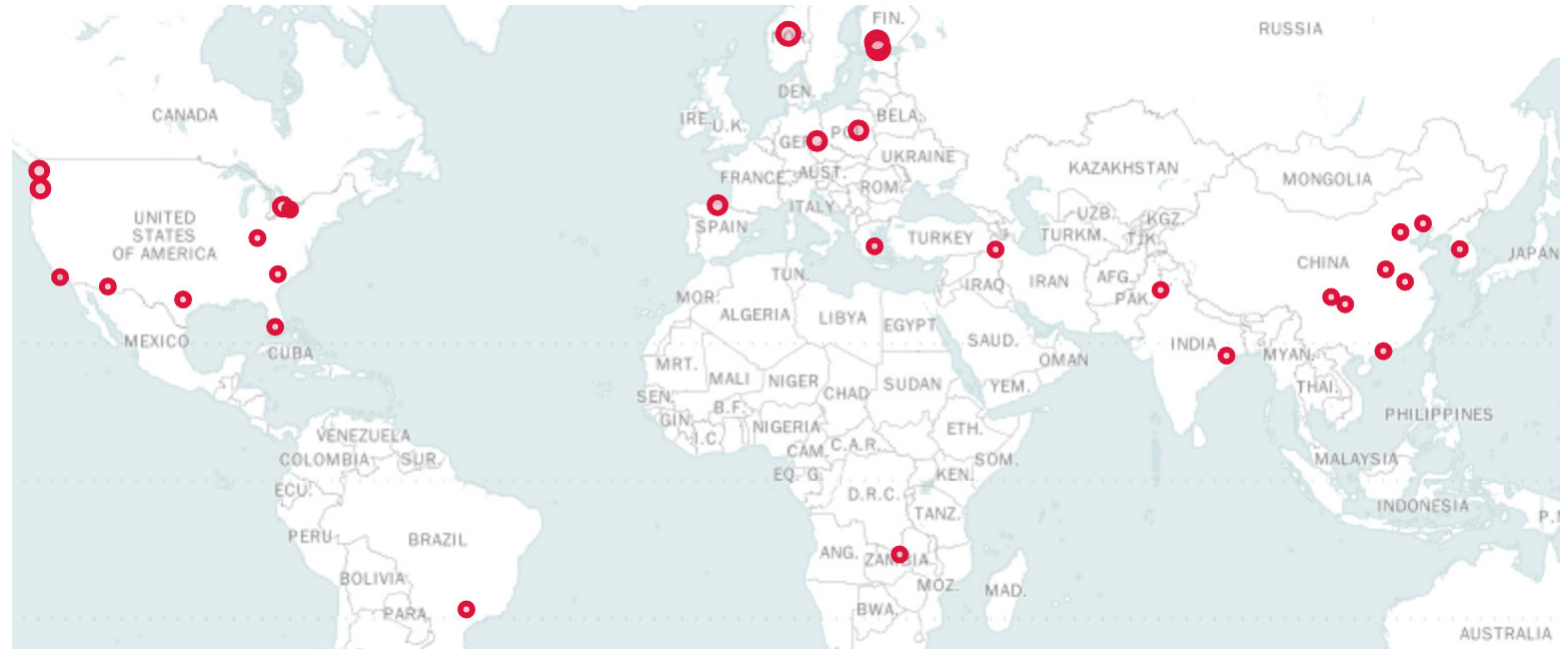 FIN.
RUSSIA
NOR.
DEN.
CANADA
IRE.
U.K.
BELA.
GER.
POL.
UKRAINE
KAZAKHSTAN
FRANCE
AUST.
ROM.
MONGOLIA
ITALY
UNITED
STATES
OF AMERICA
SPAIN
TURKEY
UZB.
KGZ.
TURKM.
TJK.
JAPAN
CHINA
TUN.
IRAQ
IRAN
AFG.
PAK.
MOR.
ALGERIA
LIBYA
EGYPT
MEXICO
CUBA
SAUD.
OMAN
INDIA
MYAN.
MRT.
MALI
NIGER
CHAD
SUDAN
YEM.
THAI.
SEN.
GIN.
B.F.
I.C.
NIGERIA
ETH.
PHILIPPINES
VENEZUELA
COLOMBIA
SUR.
CAM.
C.A.R.
SOM.
MALAYSIA
ECU.
EQ. G.
KEN.
D.R.C.
TANZ.
INDONESIA
P.N
PERU
BRAZIL
ANG.
ZAMBIA
BOLIVIA
MOZ.
MAD.
PARA.
BWA.
AUSTRALIA